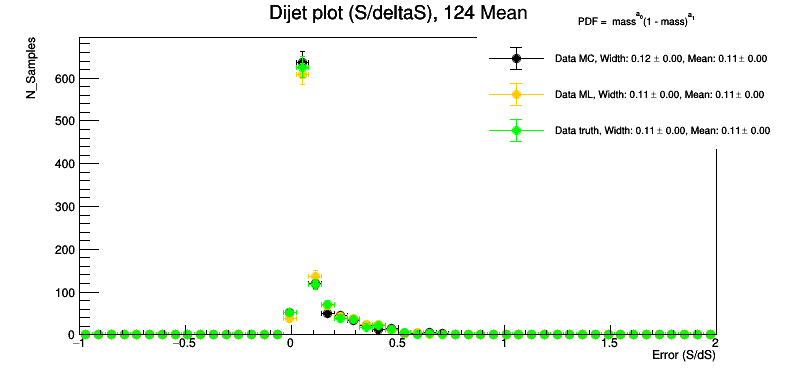 Dijet plot (S/deltaS), 124 Mean
PDF = mass^a₀(1 - mass)^a₁
N_Samples
Data MC, Width: 0.12 ± 0.00, Mean: 0.11± 0.00
Data ML, Width: 0.11 ± 0.00, Mean: 0.11± 0.00
Data truth, Width: 0.11 ± 0.00, Mean: 0.11± 0.00
600
500
400
300
200
100
0
−1 −0.5 0 0.5 1 1.5 2
Error (S/dS)